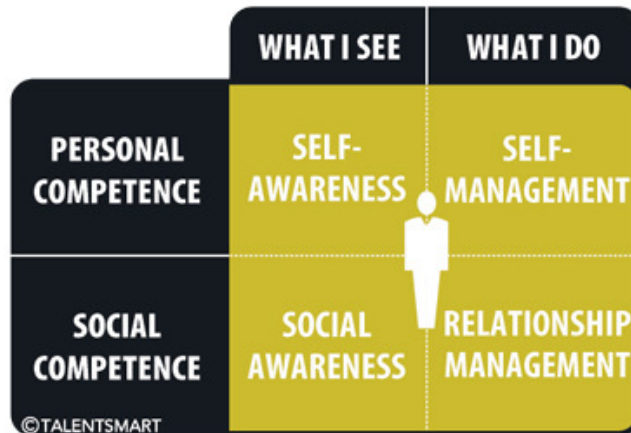 WHAT I SEE
WHAT I DO
PERSONAL
COMPETENCE
SELF-
AWARENESS
SELF-
MANAGEMENT
SOCIAL
COMPETENCE
SOCIAL
AWARENESS
RELATIONSHIP
MANAGEMENT
©TALENTSMART